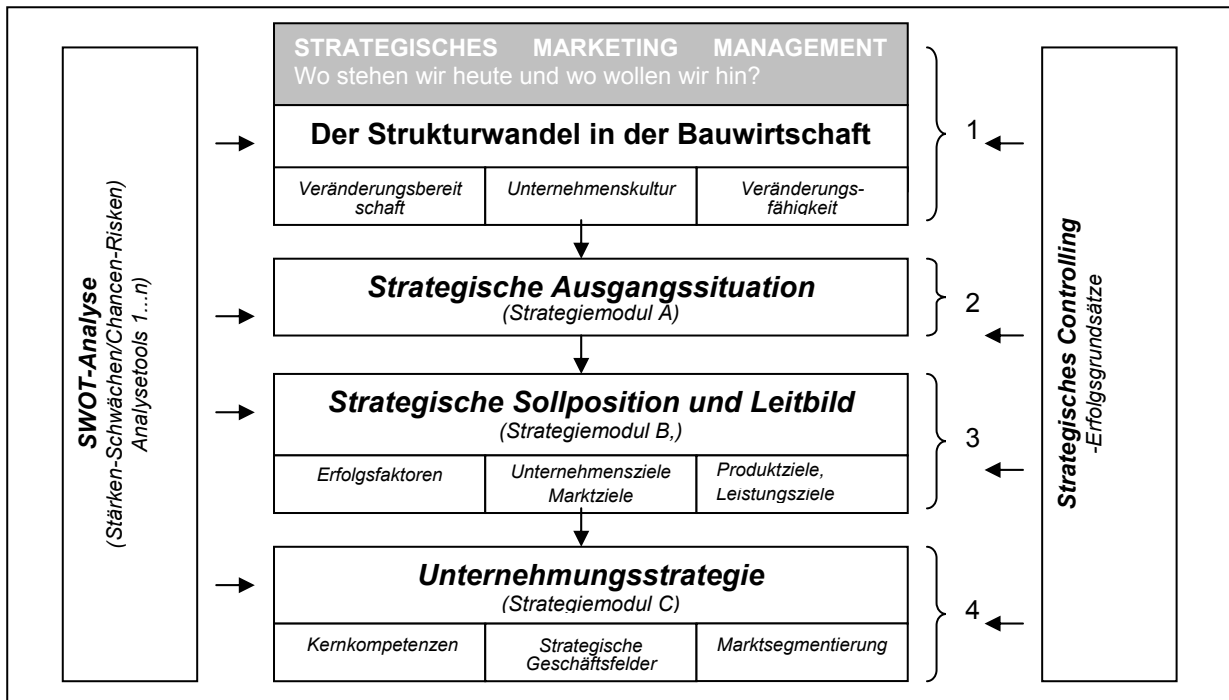 STRATEGISCHES MARKETING MANAGEMENT
Wo stehen wir heute und wo wollen wir hin?
Der Strukturwandel in der Bauwirtschaft
Veränderungsbereit
schaft
Unternehmenskultur
Veränderungs-
fähigkeit
1
Strategische Ausgangssituation
(Strategiemodul A)
2
Strategische Sollposition und Leitbild
(Strategiemodul B,)
Erfolgsfaktoren
Unternehmensziele
Marktziele
Produktziele,
Leistungsziele
3
Unternehmungsstrategie
(Strategiemodul C)
Kernkompetenzen
Strategische
Geschäftsfelder
Marktsegmentierung
4
SWOT-Analyse
(Stärken-Schwächen/Chancen-Risken)
Analysetools 1...n)
Strategisches Controlling
-Erfolgsgrundsätze